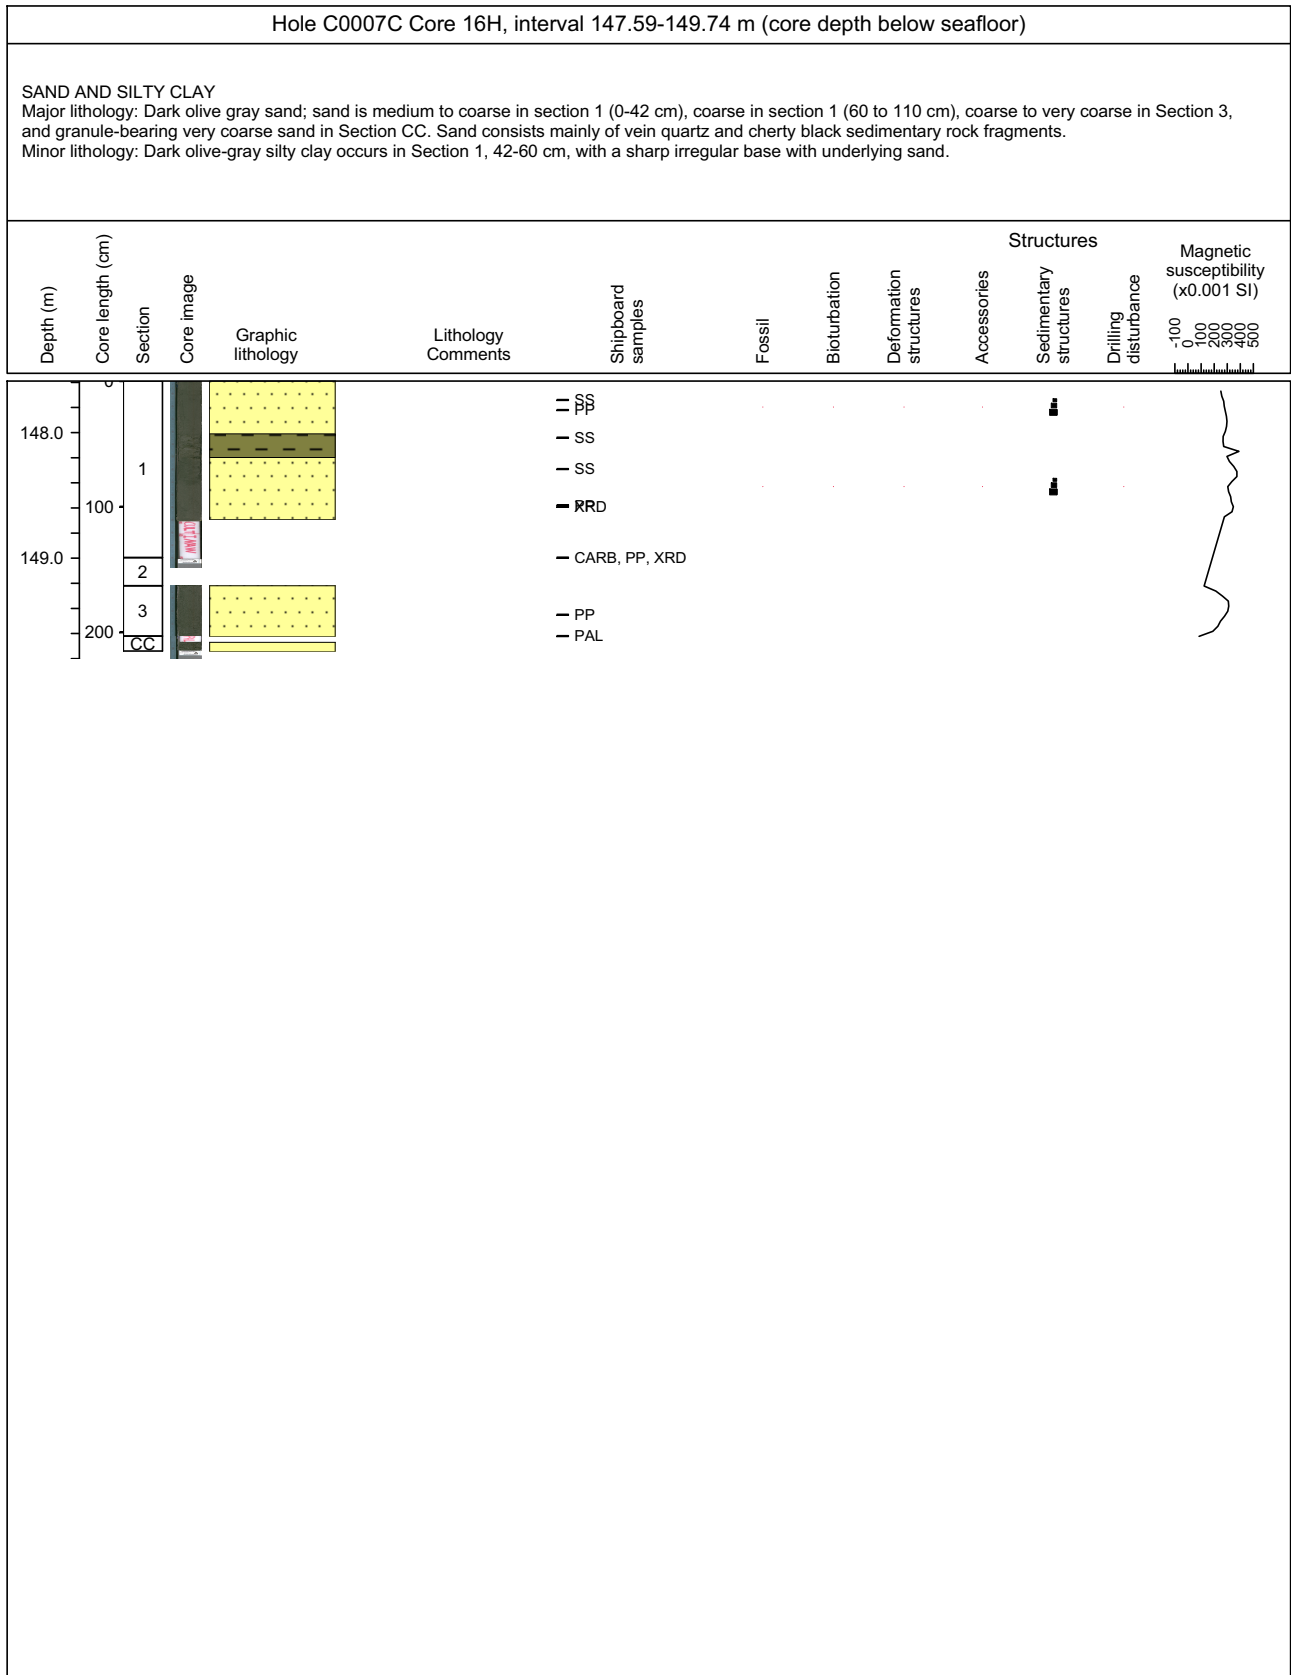 Hole C0007C Core 16H, interval 147.59-149.74 m (core depth below seafloor)
SAND AND SILTY CLAY
Major lithology: Dark olive gray sand; sand is medium to coarse in section 1 (0-42 cm), coarse in section 1 (60 to 110 cm), coarse to very coarse in Section 3,
and granule-bearing very coarse sand in Section CC. Sand consists mainly of vein quartz and cherty black sedimentary rock fragments.
Minor lithology: Dark olive-gray silty clay occurs in Section 1, 42-60 cm, with a sharp irregular base with underlying sand.
Depth (m)
Core length (cm)
Section
Core image
Graphic
lithology
Lithology
Comments
Shipboard
samples
Fossil
Bioturbation
Deformation
structures
Accessories
Structures
Sedimentary
structures
Drilling
disturbance
Magnetic
susceptibility
(x0.001 SI)
-100
0
100
200
300
400
500
0
SS
PP
148.0
SS
1
SS
100
XRD
149.0
CARB, PP, XRD
2
3
PP
200
PAL
CC